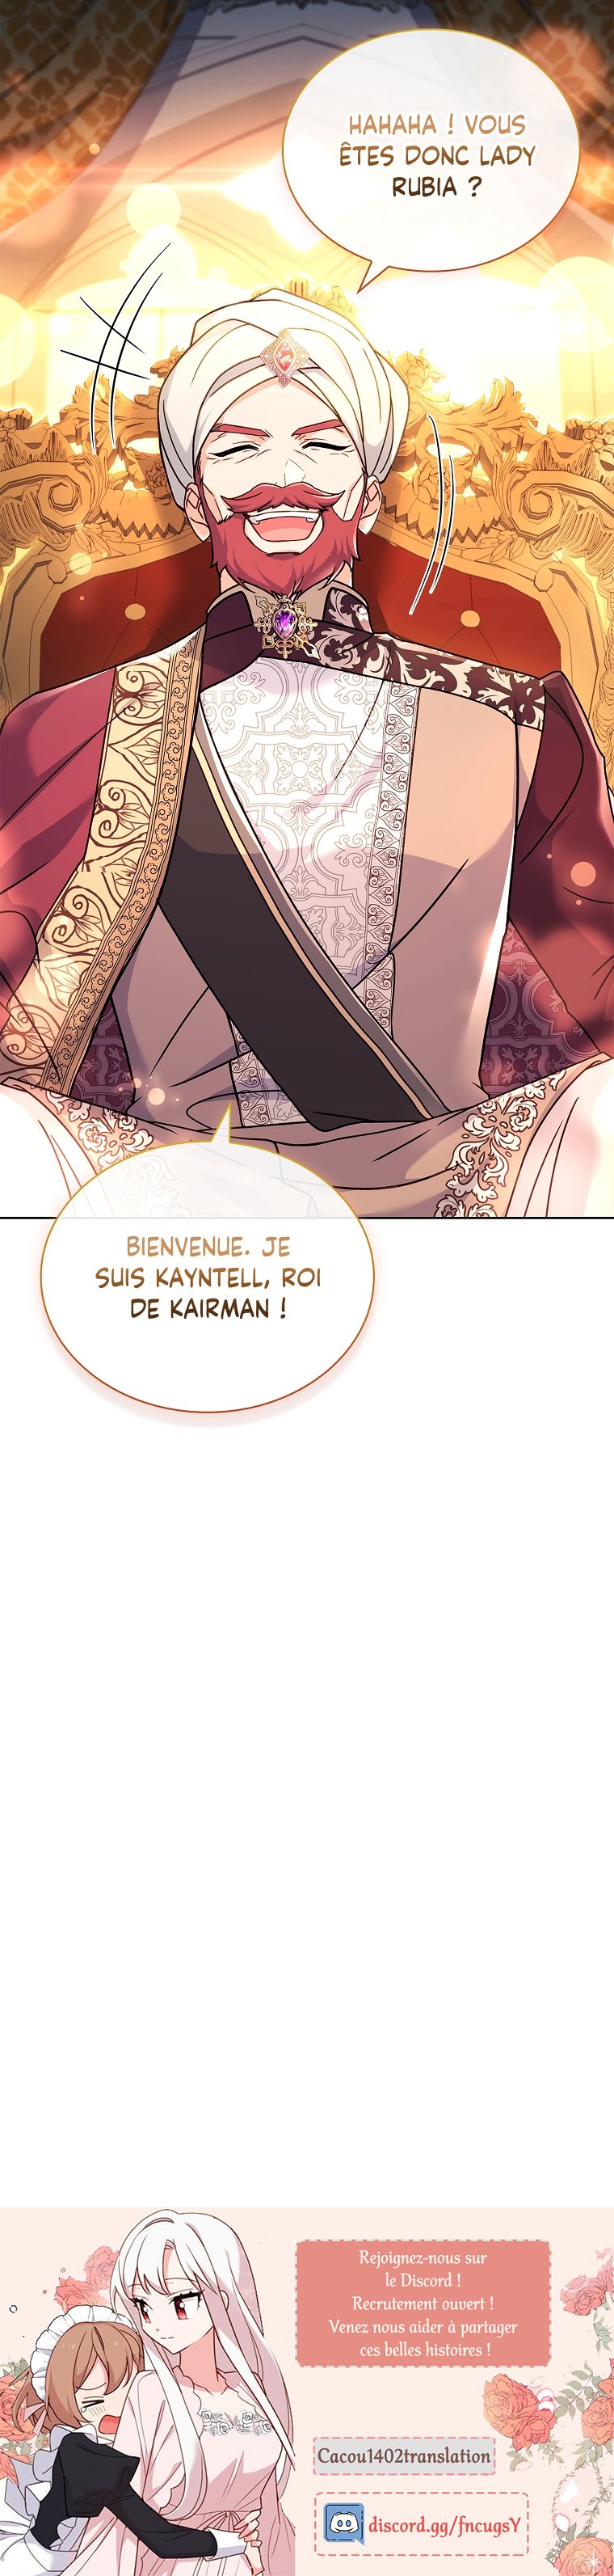 HAHAHA ! VOUS
ÊTES DONC LADY
RUBIA ?
BIENVENUE. JE
SUIS KAYNTELL, ROI
DE KAIRMAN !
Rejoignez-nous sur
le Discord !
Recrutement ouvert !
Venez nous aider à partager
ces belles histoires !
Cacou1402translation
discord.gg/fncugsY